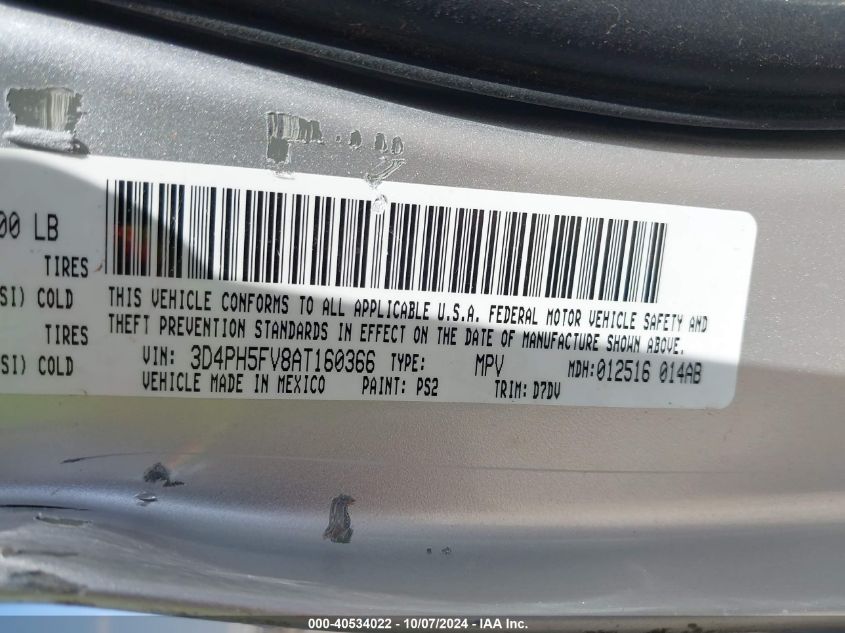 00 LB
TIRES
SI) COLD
TIRES
SI) COLD
THIS VEHICLE CONFORMS TO ALL APPLICABLE U.S.A. FEDERAL MOTOR VEHICLE SAFETY AND
THEFT PREVENTION STANDARDS IN EFFECT ON THE DATE OF MANUFACTURE SHOWN ABOVE.
VIN: 3D4PH5FV8AT160366 TYPE: MPV MDH:012516 014AB
VEHICLE MADE IN MEXICO PAINT: PS2 TRIM: D7DV
000-40534022 - 10/07/2024 - IAA Inc.